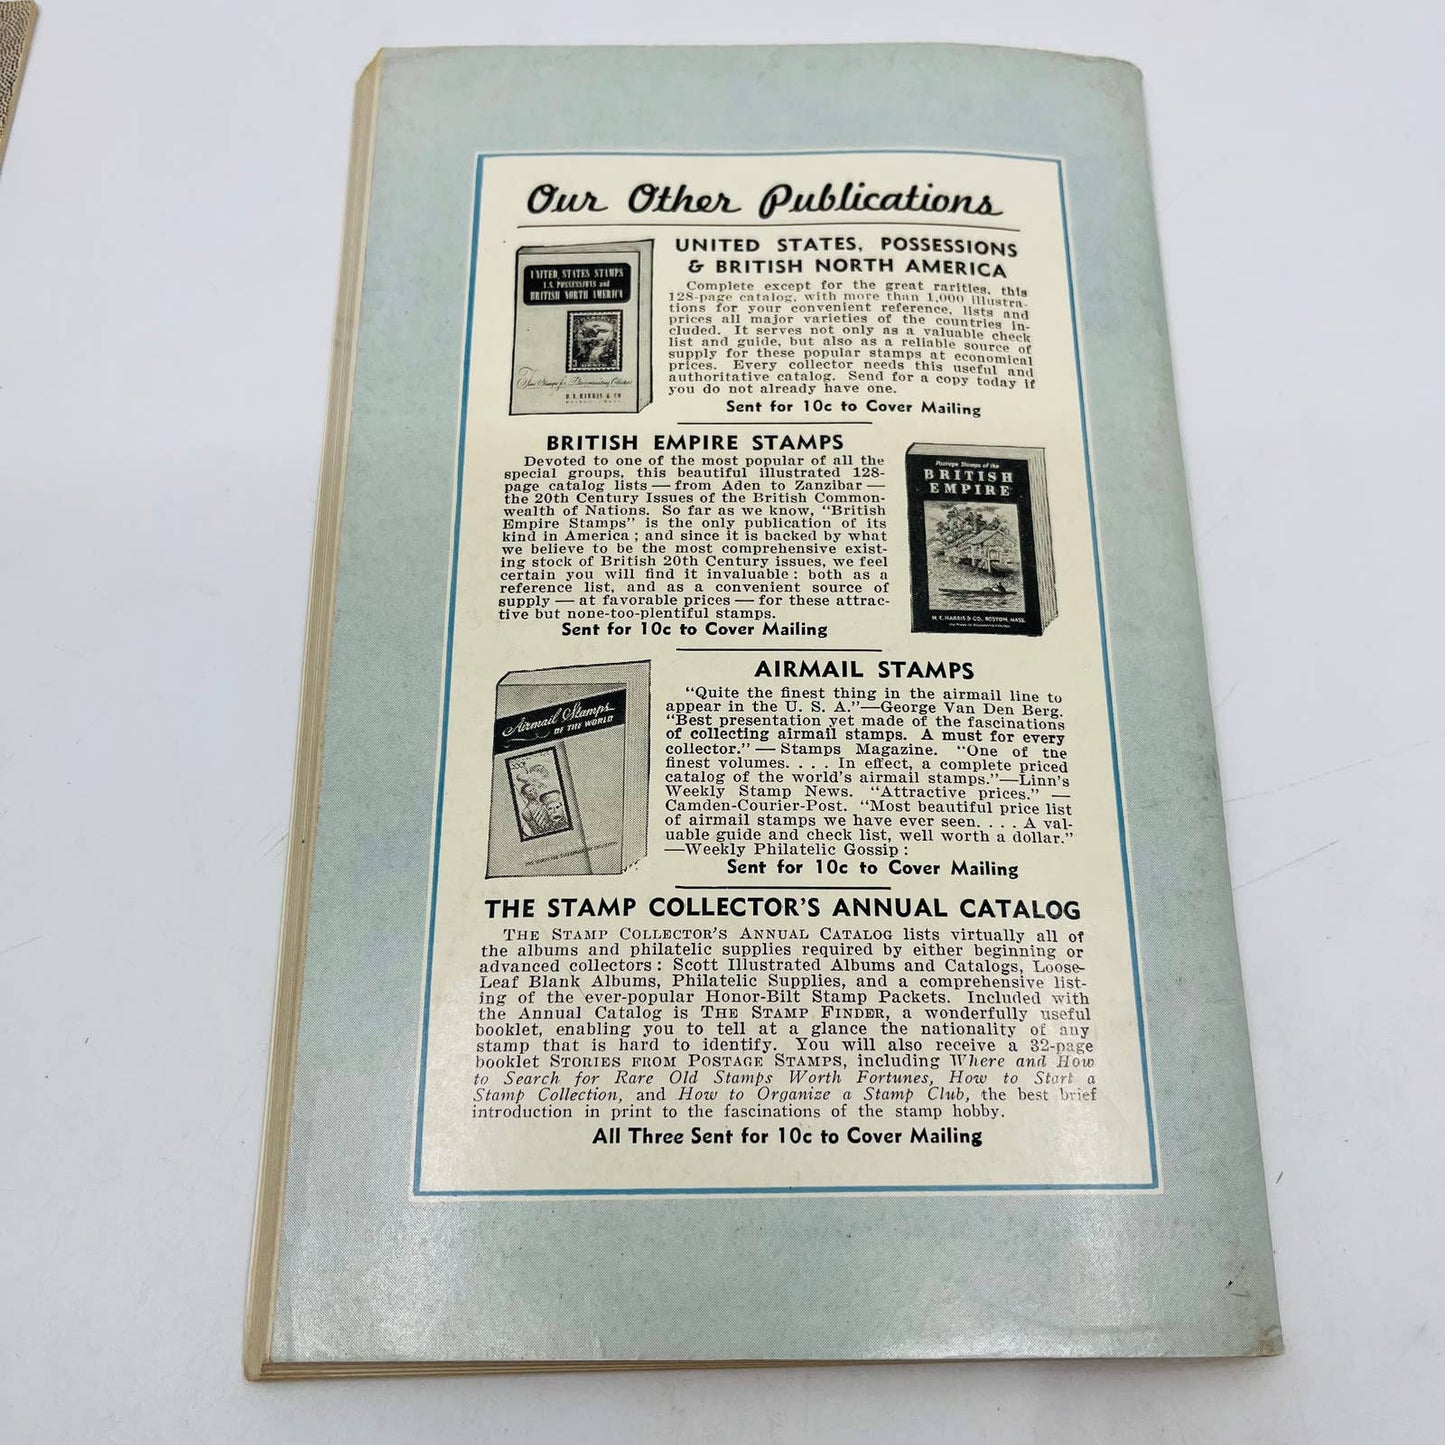 Our Other Publications
UNITED STATES STAMPS
U.S. POSSESSIONS and
BRITISH NORTH AMERICA
Fine Stamps for Discriminating Collectors
H. E. HARRIS & CO.
UNITED STATES, POSSESSIONS
& BRITISH NORTH AMERICA
Complete except for the great rarities, this
128-page catalog, with more than 1,000 illustra-
tions for your convenient reference, lists and
prices all major varieties of the countries in-
cluded. It serves not only as a valuable check
list and guide, but also as a reliable source of
supply for these popular stamps at economical
prices. Every collector needs this useful and
authoritative catalog. Send for a copy today if
you do not already have one.
Sent for 10c to Cover Mailing
BRITISH EMPIRE STAMPS
Devoted to one of the most popular of all the
special groups, this beautiful illustrated 128-
page catalog lists — from Aden to Zanzibar —
the 20th Century Issues of the British Common-
wealth of Nations. So far as we know, "British
Empire Stamps" is the only publication of its
kind in America ; and since it is backed by what
we believe to be the most comprehensive exist-
ing stock of British 20th Century issues, we feel
certain you will find it invaluable : both as a
reference list, and as a convenient source of
supply — at favorable prices — for these attrac-
tive but none-too-plentiful stamps.
Sent for 10c to Cover Mailing
Postage Stamps of the
BRITISH
EMPIRE
H. E. HARRIS & CO., BOSTON, MASS.
Airmail Stamps
OF THE WORLD
AIRMAIL STAMPS
"Quite the finest thing in the airmail line to
appear in the U. S. A."—George Van Den Berg.
"Best presentation yet made of the fascinations
of collecting airmail stamps. A must for every
collector." — Stamps Magazine. "One of the
finest volumes. . . . In effect, a complete priced
catalog of the world's airmail stamps."—Linn's
Weekly Stamp News. "Attractive prices." —
Camden-Courier-Post. "Most beautiful price list
of airmail stamps we have ever seen. . . . A val-
uable guide and check list, well worth a dollar."
—Weekly Philatelic Gossip :
Sent for 10c to Cover Mailing
THE STAMP COLLECTOR'S ANNUAL CATALOG
THE STAMP COLLECTOR'S ANNUAL CATALOG lists virtually all of
the albums and philatelic supplies required by either beginning or
advanced collectors : Scott Illustrated Albums and Catalogs, Loose-
Leaf Blank Albums, Philatelic Supplies, and a comprehensive list-
ing of the ever-popular Honor-Bilt Stamp Packets. Included with
the Annual Catalog is THE STAMP FINDER, a wonderfully useful
booklet, enabling you to tell at a glance the nationality of any
stamp that is hard to identify. You will also receive a 32-page
booklet STORIES FROM POSTAGE STAMPS, including Where and How
to Search for Rare Old Stamps Worth Fortunes, How to Start a
Stamp Collection, and How to Organize a Stamp Club, the best brief
introduction in print to the fascinations of the stamp hobby.
All Three Sent for 10c to Cover Mailing